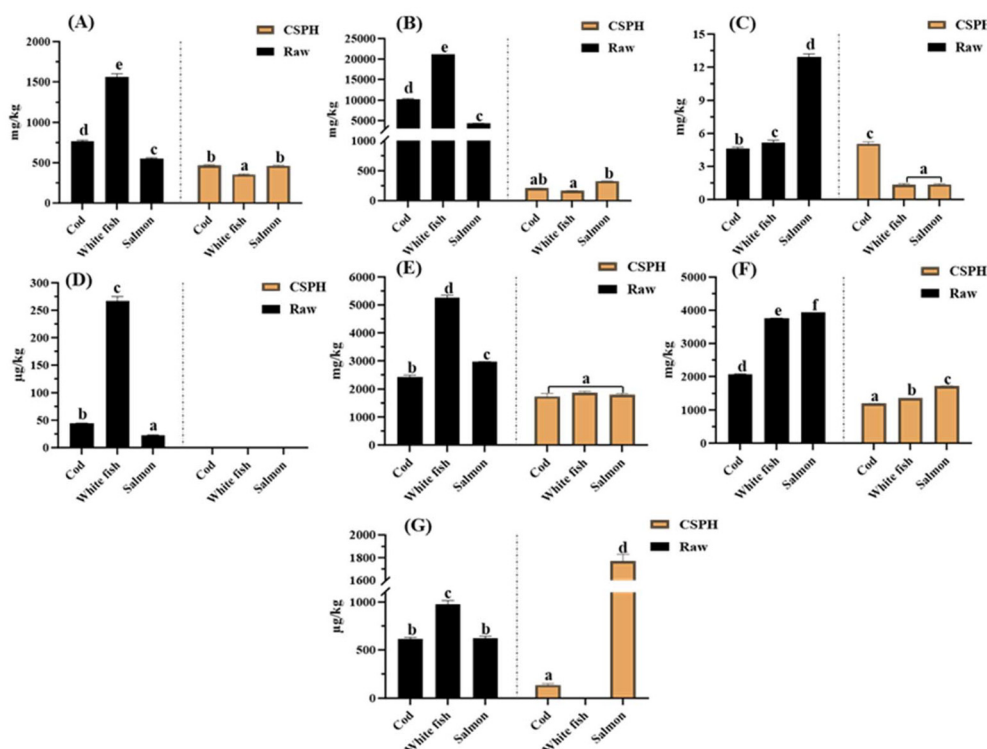 (A)
CSPH
Raw
mg/kg
2000
1500
1000
500
0
d
e
c
b
a
b
Cod
White fish
Salmon
Cod
White fish
Salmon
(B)
CSPH
Raw
mg/kg
25000
20000
15000
10000
5000
1000
500
0
d
e
c
ab
a
b
Cod
White fish
Salmon
Cod
White fish
Salmon
(C)
CSPH
Raw
mg/kg
15
12
9
6
3
0
b
c
d
c
a
Cod
White fish
Salmon
Cod
White fish
Salmon
(D)
CSPH
Raw
µg/kg
300
250
200
150
100
50
0
b
c
a
Cod
White fish
Salmon
Cod
White fish
Salmon
(E)
CSPH
Raw
mg/kg
6000
5000
4000
3000
2000
1000
0
b
d
c
a
Cod
White fish
Salmon
Cod
White fish
Salmon
(F)
CSPH
Raw
mg/kg
5000
4000
3000
2000
1000
0
d
e
f
a
b
c
Cod
White fish
Salmon
Cod
White fish
Salmon
(G)
CSPH
Raw
µg/kg
2000
1800
1600
1000
500
0
b
c
b
a
d
Cod
White fish
Salmon
Cod
White fish
Salmon